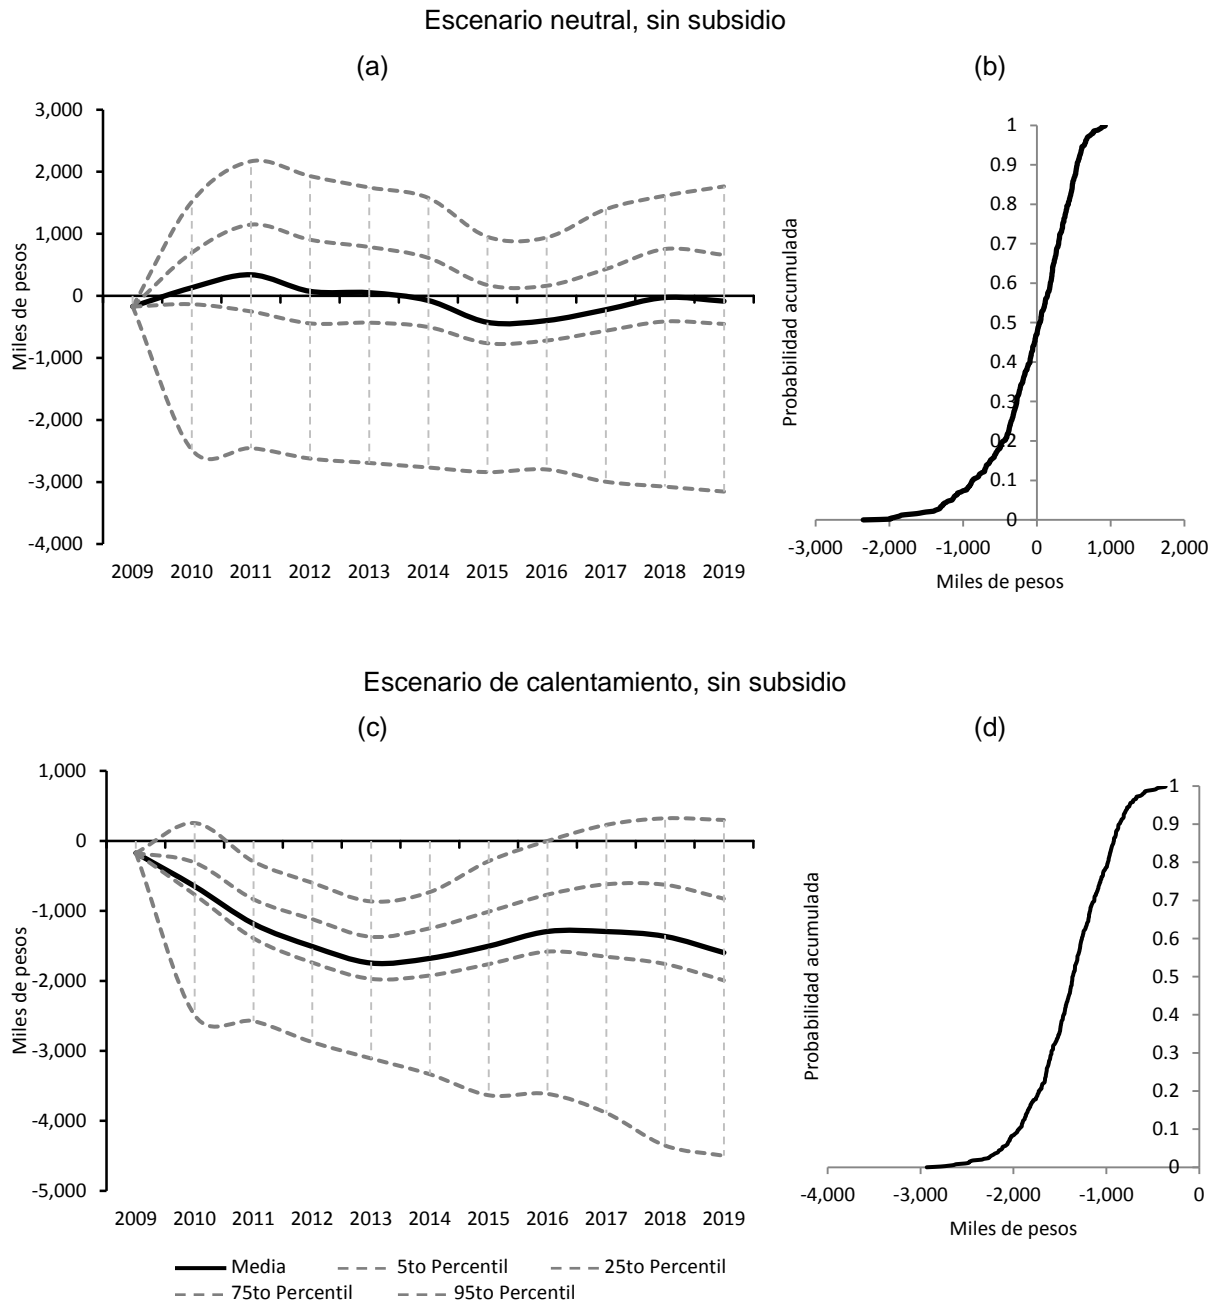 Escenario neutral, sin subsidio
(a)
(b)
3,000
2,000
1,000
0
-1,000
-2,000
-3,000
-4,000
Miles de pesos
2009 2010 2011 2012 2013 2014 2015 2016 2017 2018 2019
1
0.9
0.8
0.7
0.6
0.5
0.4
0.3
0.2
0.1
0
Probabilidad acumulada
-3,000 -2,000 -1,000 0 1,000 2,000
Miles de pesos
Escenario de calentamiento, sin subsidio
(c)
(d)
1,000
0
-1,000
-2,000
-3,000
-4,000
-5,000
Miles de pesos
2009 2010 2011 2012 2013 2014 2015 2016 2017 2018 2019
Media 5to Percentil 25to Percentil
75to Percentil 95to Percentil
1
0.9
0.8
0.7
0.6
0.5
0.4
0.3
0.2
0.1
0
Probabilidad acumulada
-4,000 -3,000 -2,000 -1,000 0
Miles de pesos